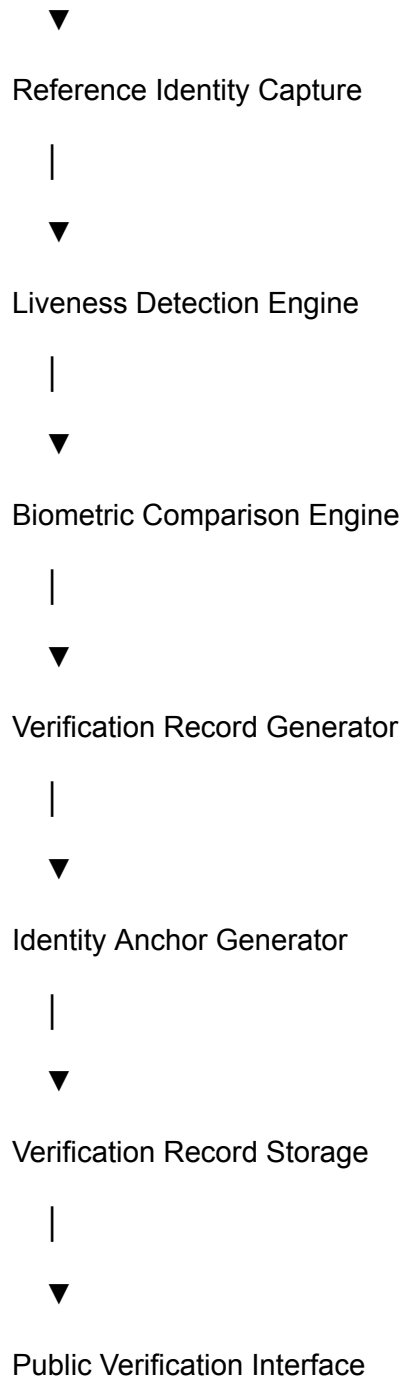 ▼
Reference Identity Capture
|
▼
Liveness Detection Engine
|
▼
Biometric Comparison Engine
|
▼
Verification Record Generator
|
▼
Identity Anchor Generator
|
▼
Verification Record Storage
|
▼
Public Verification Interface